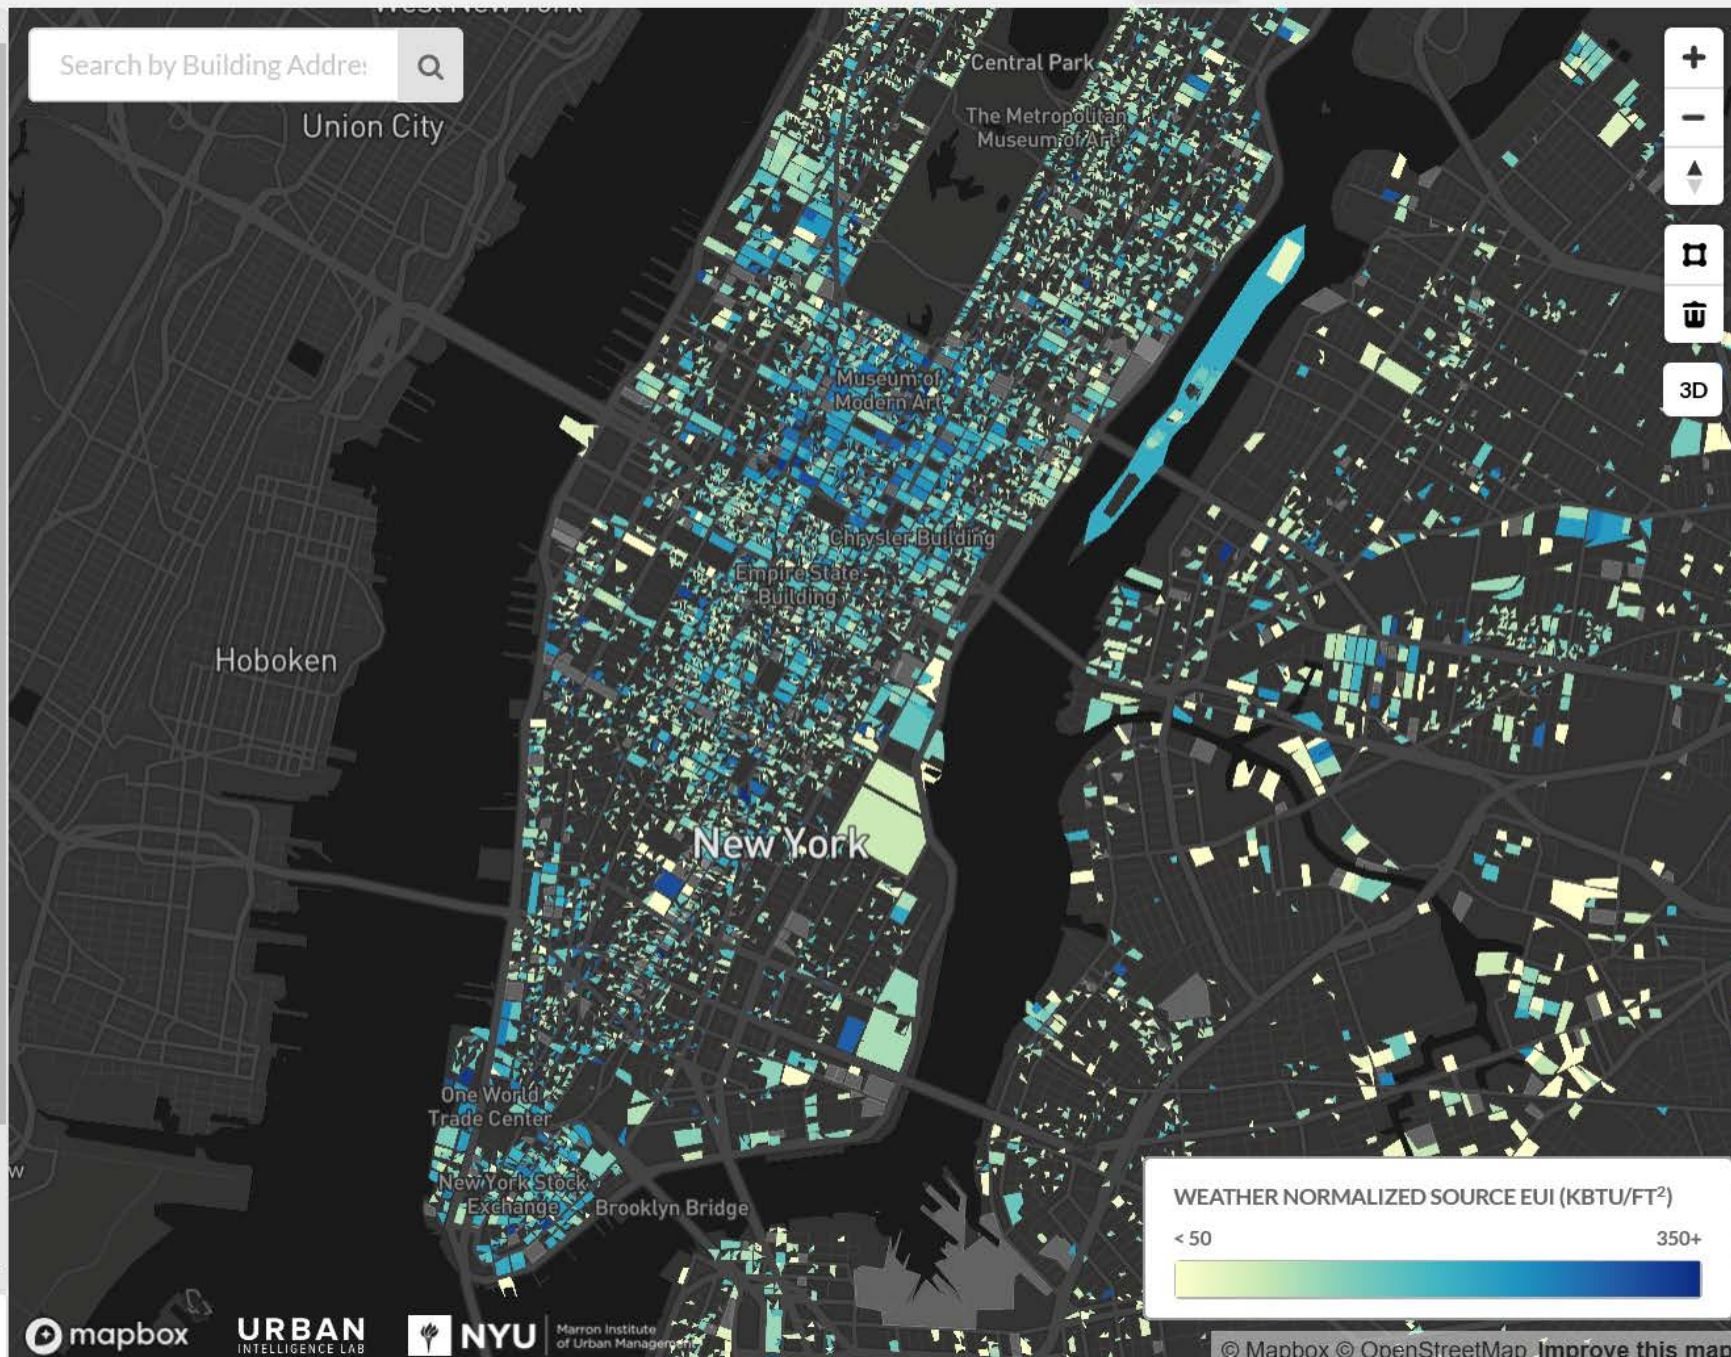 West New York
Search by Building Addre
Union City
Central Park
The Metropolitan
Museum of Art
3D
Museum of
Modern Art
Chrysler Building
Empire State
Building
Hoboken
New York
One World
Trade Center
New York Stock
Exchange
Brooklyn Bridge
w
WEATHER NORMALIZED SOURCE EUI (KBTU/FT²)
< 50 350+
mapbox
URBAN
INTELLIGENCE LAB
NYU
Marron Institute
of Urban Management
© Mapbox © OpenStreetMap Improve this map